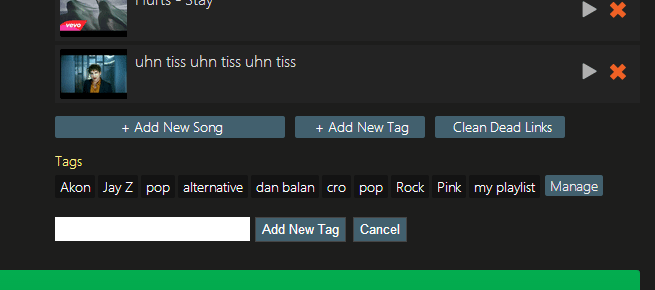 Hurts - Stay
vevo
uhn tiss uhn tiss uhn tiss
+ Add New Song + Add New Tag Clean Dead Links
Tags
Akon Jay Z pop alternative dan balan cro pop Rock Pink my playlist Manage
Add New Tag Cancel